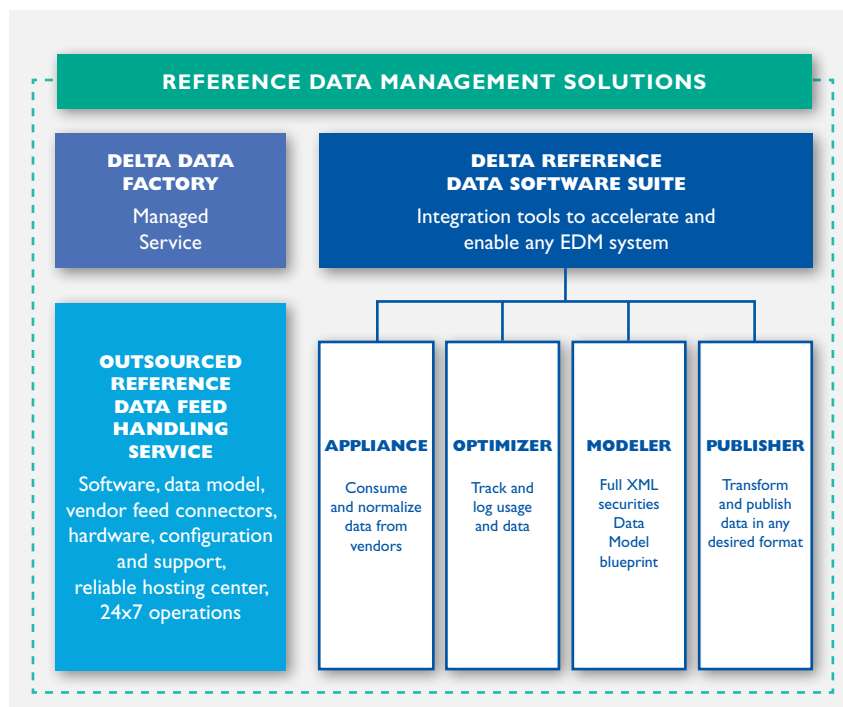 REFERENCE DATA MANAGEMENT SOLUTIONS
DELTA DATA
FACTORY
Managed
Service
DELTA REFERENCE
DATA SOFTWARE SUITE
Integration tools to accelerate and
enable any EDM system
OUTSOURCED
REFERENCE
DATA FEED
HANDLING
SERVICE
Software, data model,
vendor feed connectors,
hardware, configuration
and support,
reliable hosting center,
24x7 operations
APPLIANCE
Consume
and normalize
data from
vendors
OPTIMIZER
Track and
log usage
and data
MODELER
Full XML
securities
Data
Model
blueprint
PUBLISHER
Transform
and publish
data in any
desired format